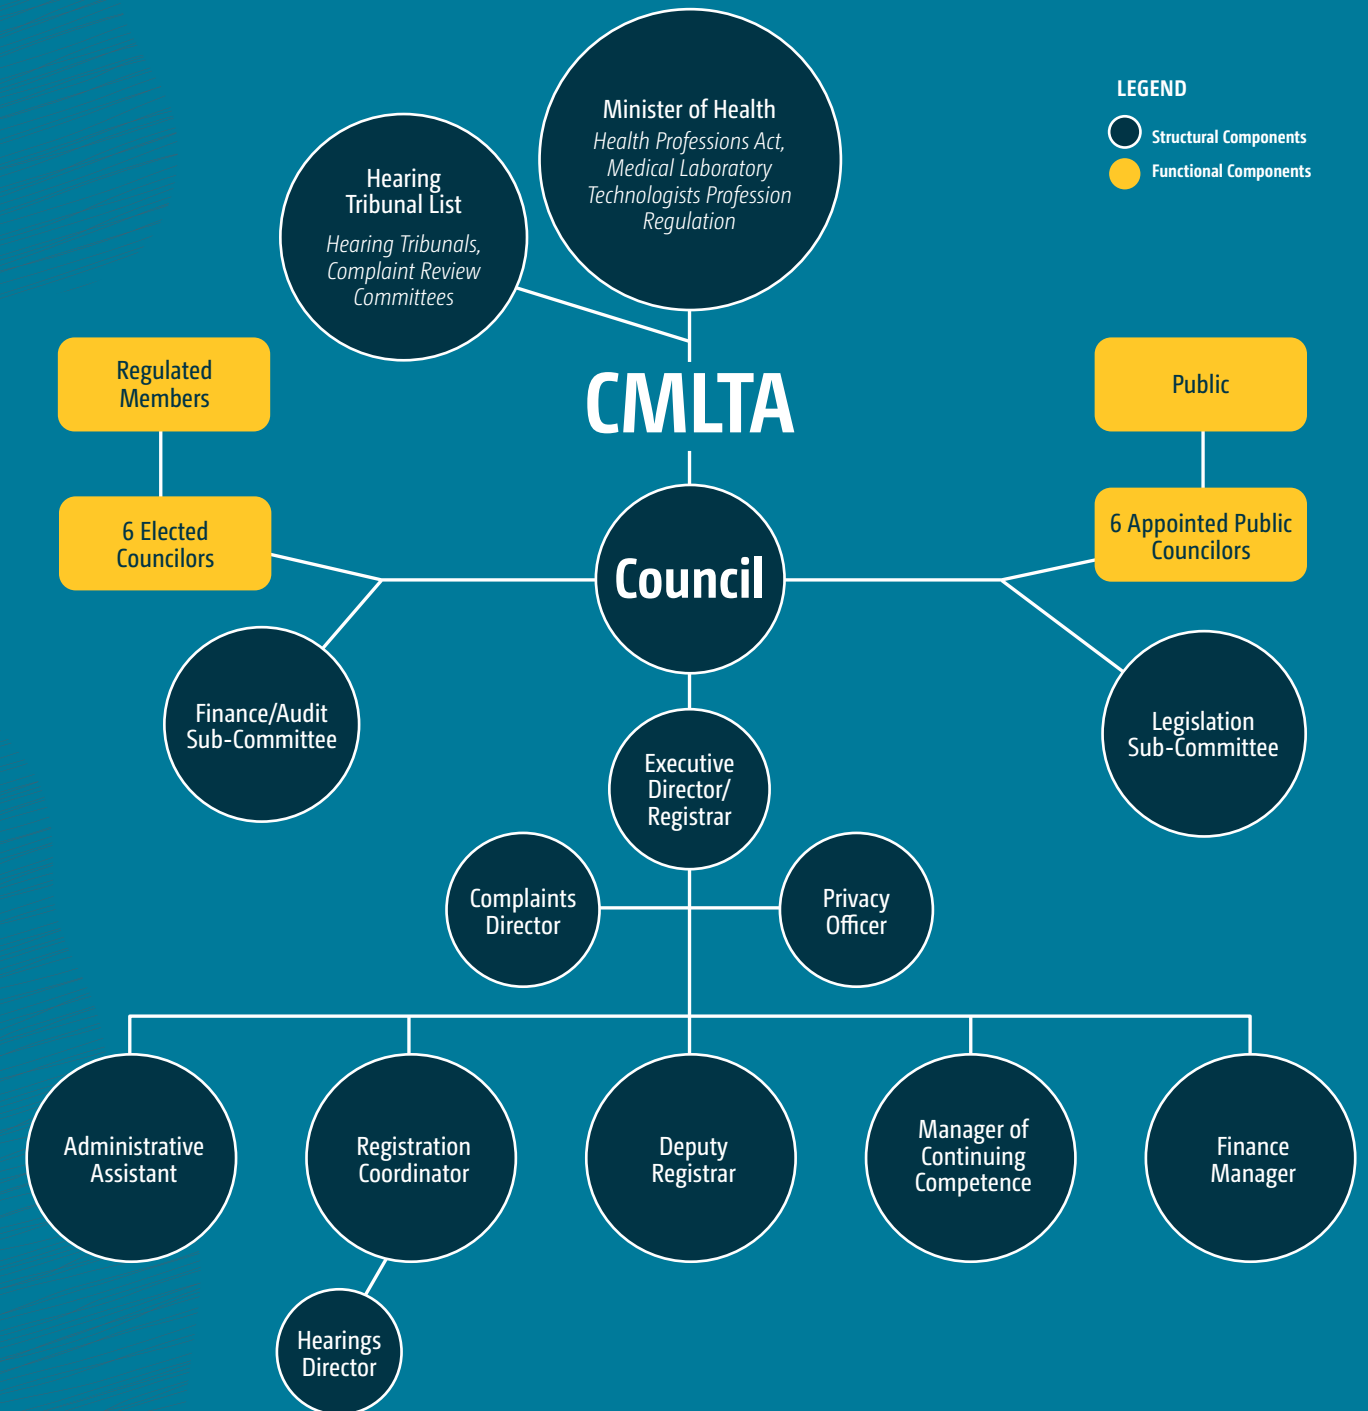 LEGEND
Structural Components
Functional Components
Minister of Health
Health Professions Act,
Medical Laboratory
Technologists Profession
Regulation
Hearing
Tribunal List
Hearing Tribunals,
Complaint Review
Committees
CMLTA
Regulated
Members
Public
6 Elected
Councilors
Council
6 Appointed Public
Councilors
Finance/Audit
Sub-Committee
Legislation
Sub-Committee
Executive
Director/
Registrar
Complaints
Director
Privacy
Officer
Administrative
Assistant
Registration
Coordinator
Deputy
Registrar
Manager of
Continuing
Competence
Finance
Manager
Hearings
Director